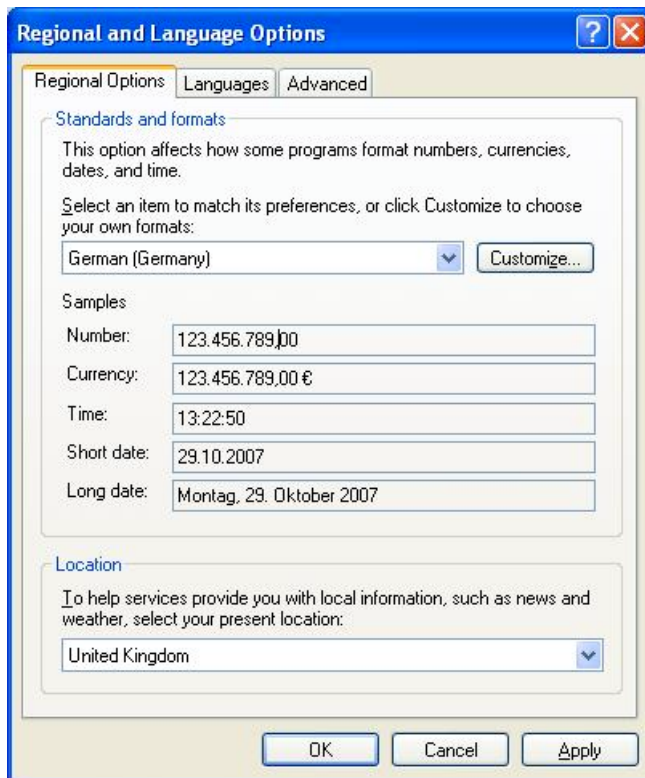 Regional and Language Options
Regional Options Languages Advanced
Standards and formats
This option affects how some programs format numbers, currencies,
dates, and time.
Select an item to match its preferences, or click Customize to choose
your own formats:
German (Germany) Customize...
Samples
Number: 123.456.789,00
Currency: 123.456.789,00 €
Time: 13:22:50
Short date: 29.10.2007
Long date: Montag, 29. Oktober 2007
Location
To help services provide you with local information, such as news and
weather, select your present location:
United Kingdom
OK Cancel Apply